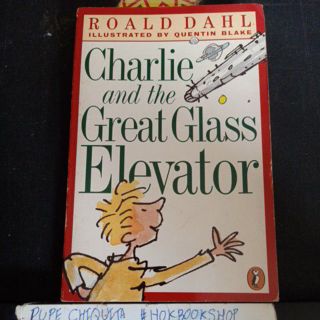 ROALD DAHL
ILLUSTRATED BY QUENTIN BLAKE
Charlie
and the
Great Glass
Elevator
PUPE CHIQUITA #HOKBOOKSHOP